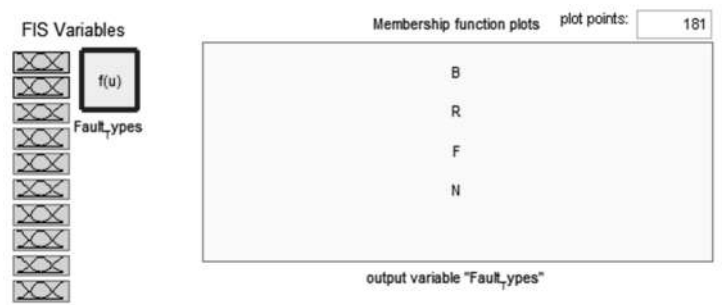 FIS Variables
f(u)
Fault_Types
Membership function plots
plot points:
181
B
R
F
N
output variable "Fault_Types"